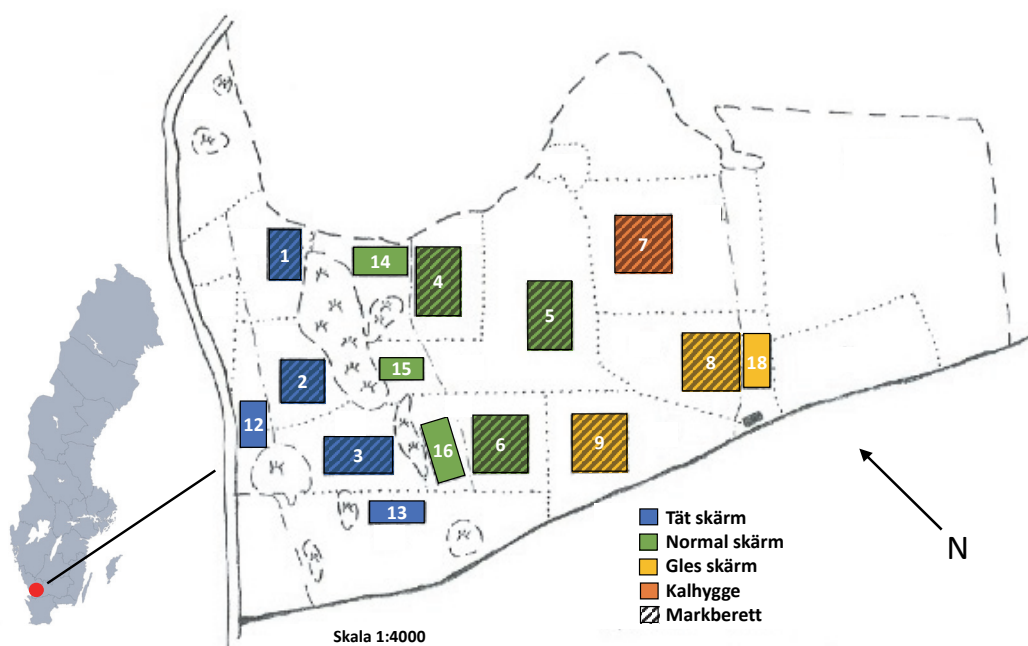 1
14
4
7
5
2
15
8
18
12
3
16
6
9
13
Tät skärm
Normal skärm
Gles skärm
Kalhygge
Markberett
N
Skala 1:4000